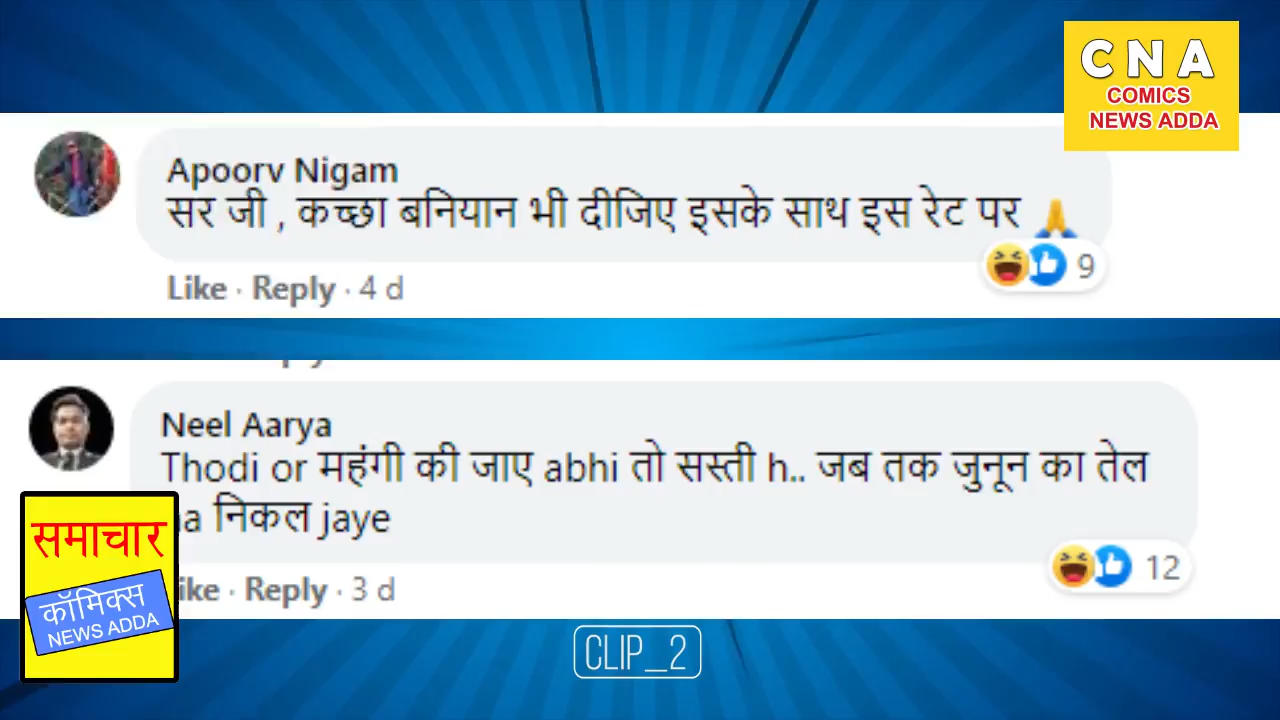 C N A
COMICS
NEWS ADDA
Apoorv Nigam
सर जी , कच्छा बनियान भी दीजिए इसके साथ इस रेट पर 🙏
9
Like · Reply · 4 d
Neel Aarya
Thodi or महंगी की जाए abhi तो सस्ती h.. जब तक जुनून का तेल
निकल jaye
12
Reply · 3 d
समाचार
कॉमिक्स
NEWS ADDA
CLIP_2